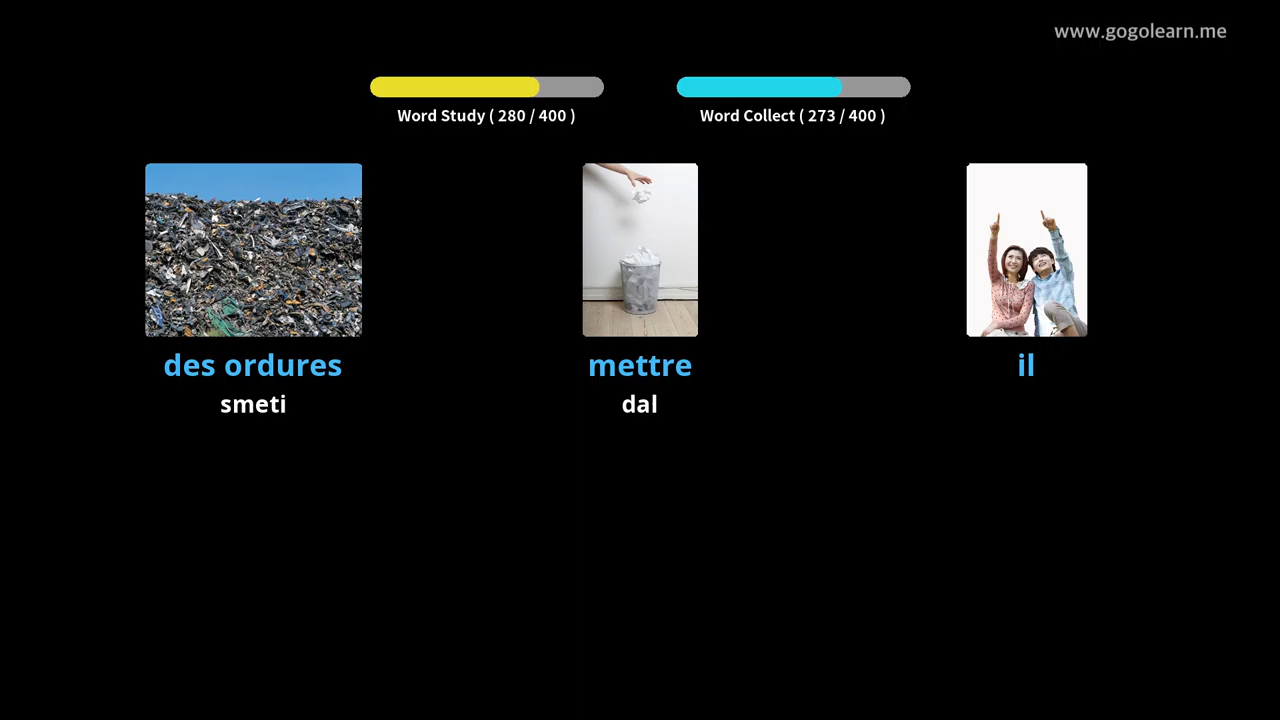 www.gogolearn.me
Word Study ( 280 / 400 )
Word Collect ( 273 / 400 )
des ordures
mettre
il
smeti
dal